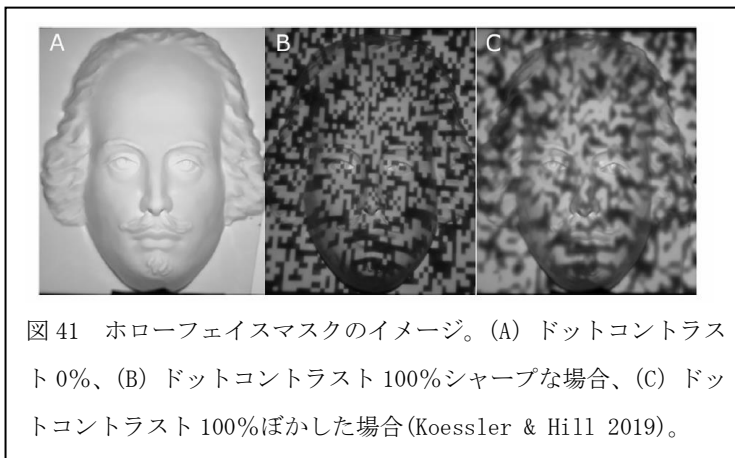 A B C
図 41　ホローフェイスマスクのイメージ。(A) ドットコントラス
ト 0%、(B) ドットコントラスト 100%シャープな場合、(C) ドッ
トコントラスト 100%ぼかした場合(Koessler & Hill 2019)。